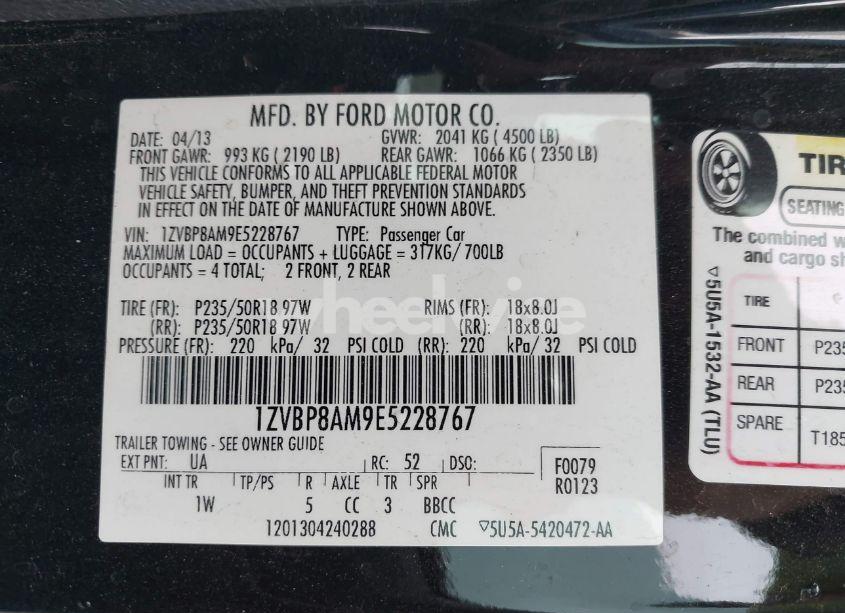 MFD. BY FORD MOTOR CO.
DATE: 04/13 GVWR: 2041 KG ( 4500 LB)
FRONT GAWR: 993 KG ( 2190 LB) REAR GAWR: 1066 KG ( 2350 LB)
THIS VEHICLE CONFORMS TO ALL APPLICABLE FEDERAL MOTOR
VEHICLE SAFETY, BUMPER, AND THEFT PREVENTION STANDARDS
IN EFFECT ON THE DATE OF MANUFACTURE SHOWN ABOVE.
VIN: 1ZVBP8AM9E5228767 TYPE: Passenger Car
MAXIMUM LOAD = OCCUPANTS + LUGGAGE = 317KG/ 700LB
OCCUPANTS = 4 TOTAL; 2 FRONT, 2 REAR
TIRE (FR): P235/50R18 97W RIMS (FR): 18x8.0J
(RR): P235/50R18 97W (RR): 18x8.0J
PRESSURE (FR): 220 kPa/ 32 PSI COLD (RR): 220 kPa/ 32 PSI COLD
wheelwire
1ZVBP8AM9E5228767
TRAILER TOWING - SEE OWNER GUIDE
EXT PNT: UA RC: 52 DSO: F0079
INT TR TP/PS R AXLE TR SPR R0123
1W 5 CC 3 BBCC
1201304240288 CMC ▽5U5A-5420472-AA
TIR
SEATING
The combined w
and cargo sh
TIRE
FRONT P235
REAR P235
SPARE T185
▽5U5A-1532-AA (TLU)